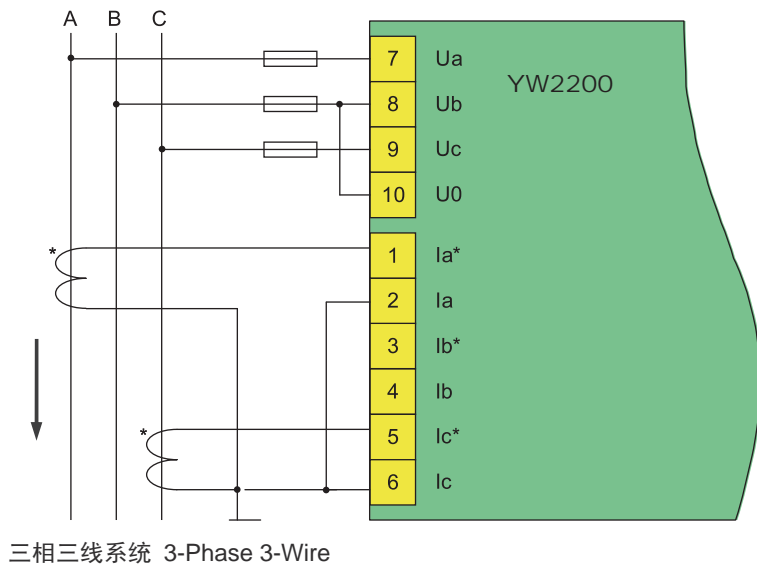 A B C
7 Ua
YW2200
8 Ub
9 Uc
10 U0
*
1 Ia*
2 Ia
3 Ib*
4 Ib
*
5 Ic*
6 Ic
三相三线系统 3-Phase 3-Wire